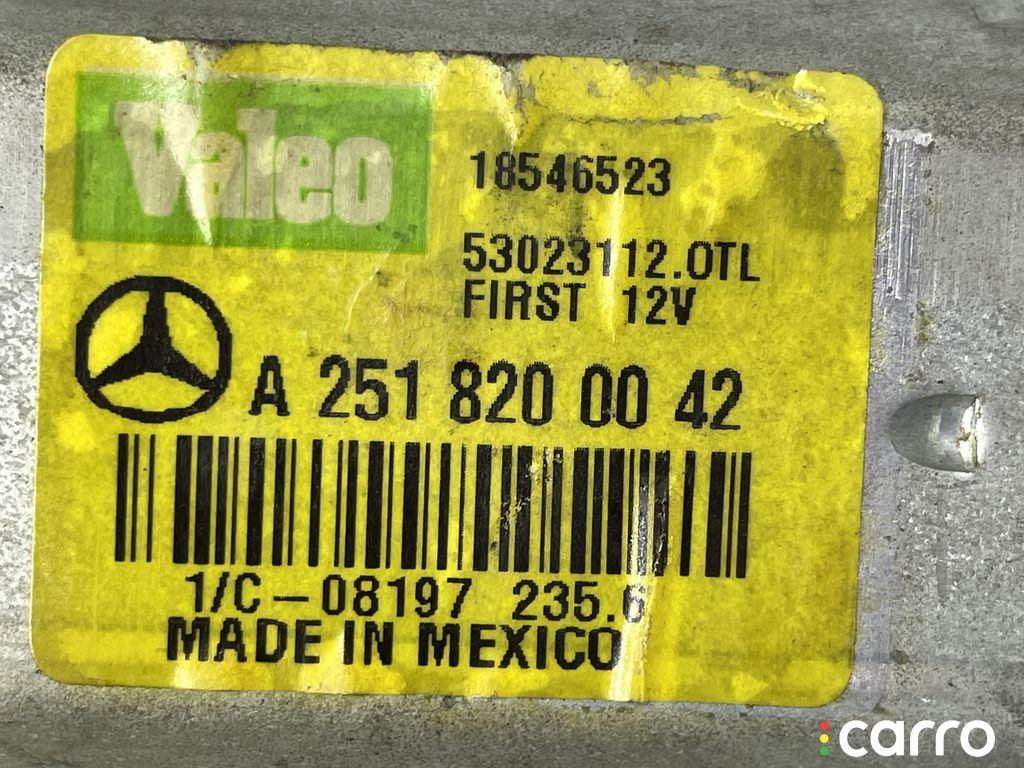 Valeo
18546523
53023112.OTL
FIRST 12V
A 251 820 00 42
1/C-08197 235.6
MADE IN MEXICO
carro